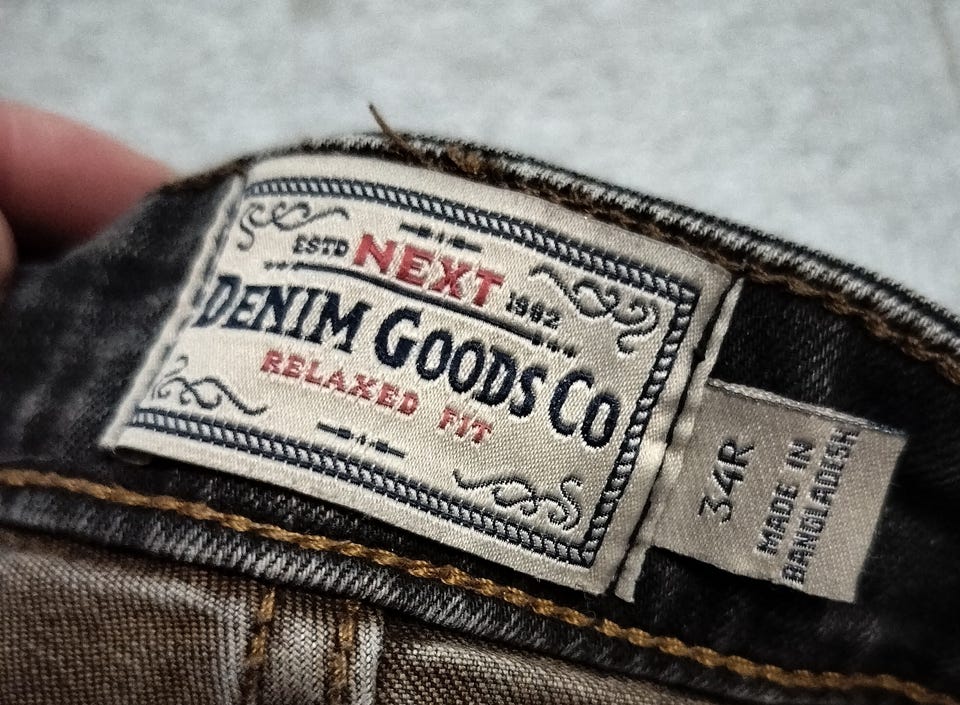 ESTD NEXT 1982
DENIM GOODS CO
RELAXED FIT
34R
MADE IN
BANGLADESH